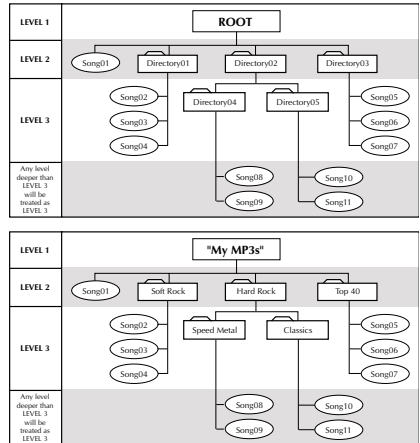 LEVEL 1
ROOT
LEVEL 2
Song01
Directory01
Directory02
Directory03
LEVEL 3
Song02
Song03
Song04
Directory04
Directory05
Song05
Song06
Song07
Any level
deeper than
LEVEL 3
will be
treated as
LEVEL 3
Song08
Song09
Song10
Song11
LEVEL 1
"My MP3s"
LEVEL 2
Song01
Soft Rock
Hard Rock
Top 40
LEVEL 3
Song02
Song03
Song04
Speed Metal
Classics
Song05
Song06
Song07
Any level
deeper than
LEVEL 3
will be
treated as
LEVEL 3
Song08
Song09
Song10
Song11